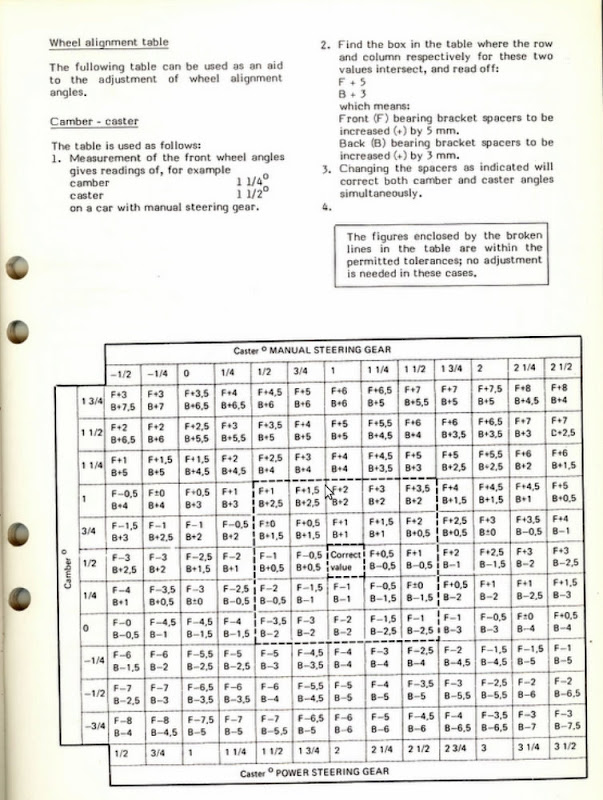 Wheel alignment table
The fullowing table can be used as an aid
to the adjustment of wheel alignment
angles.
Camber - caster
The table is used as follows:
1. Measurement of the front wheel angles
gives readings of, for example
camber 1 1/4°
caster 1 1/2°
on a car with manual steering gear.
2. Find the box in the table where the row
and column respectively for these two
values intersect, and read off:
F + 5
B + 3
which means:
Front (F) bearing bracket spacers to be
increased (+) by 5 mm.
Back (B) bearing bracket spacers to be
increased (+) by 3 mm.
3. Changing the spacers as indicated will
correct both camber and caster angles
simultaneously.
4.
The figures enclosed by the broken
lines in the table are within the
permitted tolerances; no adjustment
is needed in these cases.
Caster ° MANUAL STEERING GEAR
−1/2 −1/4 0 1/4 1/2 3/4 1 1 1/4 1 1/2 1 3/4 2 2 1/4 2 1/2
Camber °
1 3/4 F+3 F+3 F+3,5 F+4 F+4,5 F+5 F+6 F+6,5 F+7 F+7 F+7,5 F+8 F+8
B+7,5 B+7 B+6,5 B+6,5 B+6 B+6 B+6 B+5 B+5,5 B+5 B+5 B+4,5 B+4
1 1/2 F+2 F+2 F+2,5 F+3 F+3,5 F+4 F+5 F+5,5 F+6 F+6 F+6,5 F+7 F+7
B+6,5 B+6 B+5,5 B+5,5 B+5 B+5 B+5 B+4,5 B+4 B+3,5 B+3,5 B+3 C+2,5
1 1/4 F+1 F+1,5 F+1,5 F+2 F+2,5 F+3 F+4 F+4,5 F+5 F+5 F+5,5 F+6 F+6
B+5 B+5 B+4,5 B+4,5 B+4 B+4 B+4 B+3,5 B+3 B+2,5 B+2,5 B+2 B+1,5
1 F−0,5 F±0 F+0,5 F+1 F+1 F+1,5 F+2 F+3 F+3,5 F+4 F+4,5 F+4,5 F+5
B+4 B+4 B+3 B+3 B+2,5 B+2,5 B+2 B+2 B+2 B+1,5 B+1,5 B+1 B+0,5
3/4 F−1,5 F−1 F−1 F−0,5 F±0 F+0,5 F+1 F+1,5 F+2 F+2,5 F+3 F+3,5 F+4
B+3 B+2,5 B+2 B+2 B+1,5 B+1,5 B+1 B+1 B+0,5 B+0,5 B±0 B−0,5 B−1
1/2 F−3 F−3 F−2,5 F−2 F−1 F−0,5 Correct F+0,5 F+1 F+2 F+2,5 F+3 F+3
B+2,5 B+2 B+1,5 B+1 B+0,5 B+0,5 value B−0,5 B−0,5 B−1 B−1,5 B−2 B−2,5
1/4 F−4 F−3,5 F−3 F−2,5 F−2 F−1,5 F−1 F−0,5 F±0 F+0,5 F+1 F+1 F+1,5
B+1 B+0,5 B±0 B−0,5 B−0,5 B−1 B−1 B−1 B−1,5 B−2 B−2 B−2,5 B−3
0 F−0 F−4,5 F−4,5 F−4 F−3,5 F−3 F−2 F−1,5 F−1 F−1 F−0,5 F±0 F+0,5
B−0,5 B−1 B−1,5 B−1,5 B−2 B−2 B−2 B−2,5 B−2,5 B−3 B−3 B−4 B−4
−1/4 F−6 F−6 F−5,5 F−5 F−5 F−4,5 F−4 F−3 F−2,5 F−2 F−1,5 F−1,5 F−1
B−1,5 B−2 B−2,5 B−2,5 B−3 B−3,5 B−4 B−4 B−4 B−4,5 B−4,5 B−5 B−5
−1/2 F−7 F−7 F−6,5 F−6 F−6 F−5,5 F−5 F−4 F−3,5 F−3 F−2,5 F−2 F−2
B−2,5 B−3 B−3,5 B−3,5 B−4 B−4,5 B−5 B−5 B−5 B−5,5 B−5,5 B−6 B−6,5
−3/4 F−8 F−8 F−7,5 F−7 F−7 F−6,5 F−6 F−5 F−4,5 F−4 F−3,5 F−3 F−3
B−4 B−4,5 B−5 B−5 B−5,5 B−5 B−6 B−6 B−6 B−6,5 B−6,5 B−7 B−7,5
1/2 3/4 1 1 1/4 1 1/2 1 3/4 2 2 1/4 2 1/2 2 3/4 3 3 1/4 3 1/2
Caster ° POWER STEERING GEAR